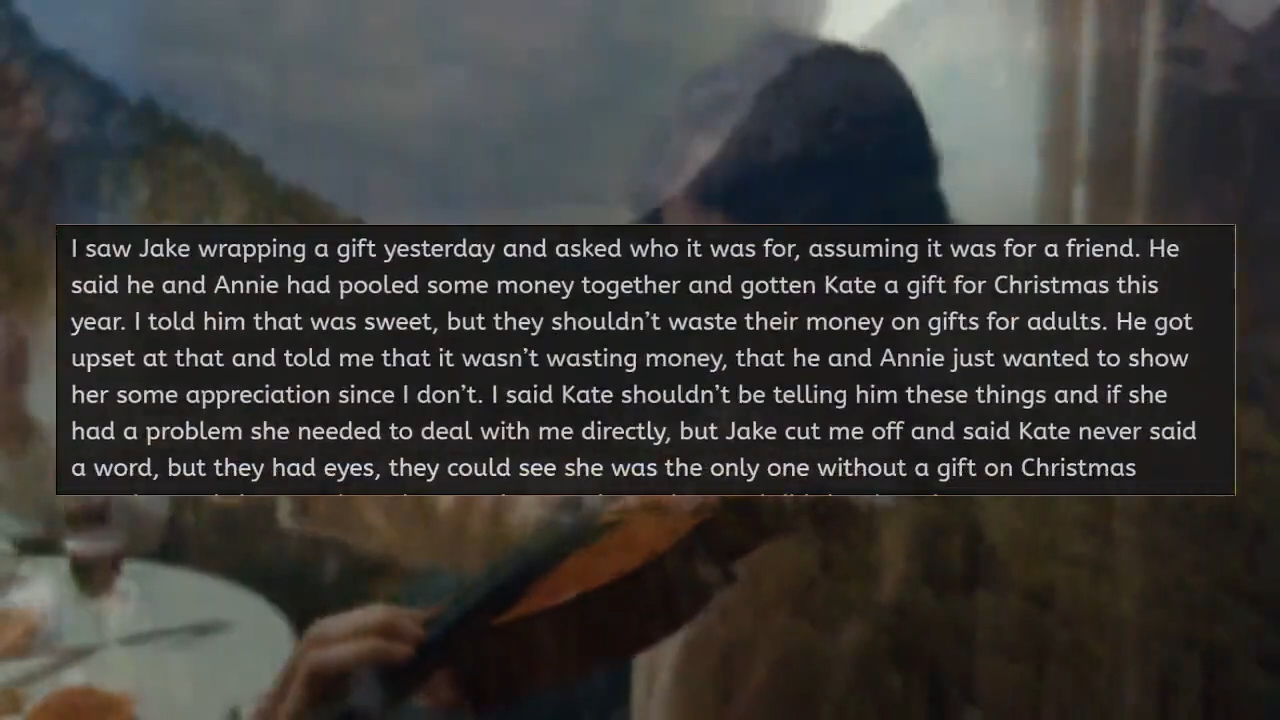 I saw Jake wrapping a gift yesterday and asked who it was for, assuming it was for a friend. He
said he and Annie had pooled some money together and gotten Kate a gift for Christmas this
year. I told him that was sweet, but they shouldn’t waste their money on gifts for adults. He got
upset at that and told me that it wasn’t wasting money, that he and Annie just wanted to show
her some appreciation since I don’t. I said Kate shouldn’t be telling him these things and if she
had a problem she needed to deal with me directly, but Jake cut me off and said Kate never said
a word, but they had eyes, they could see she was the only one without a gift on Christmas